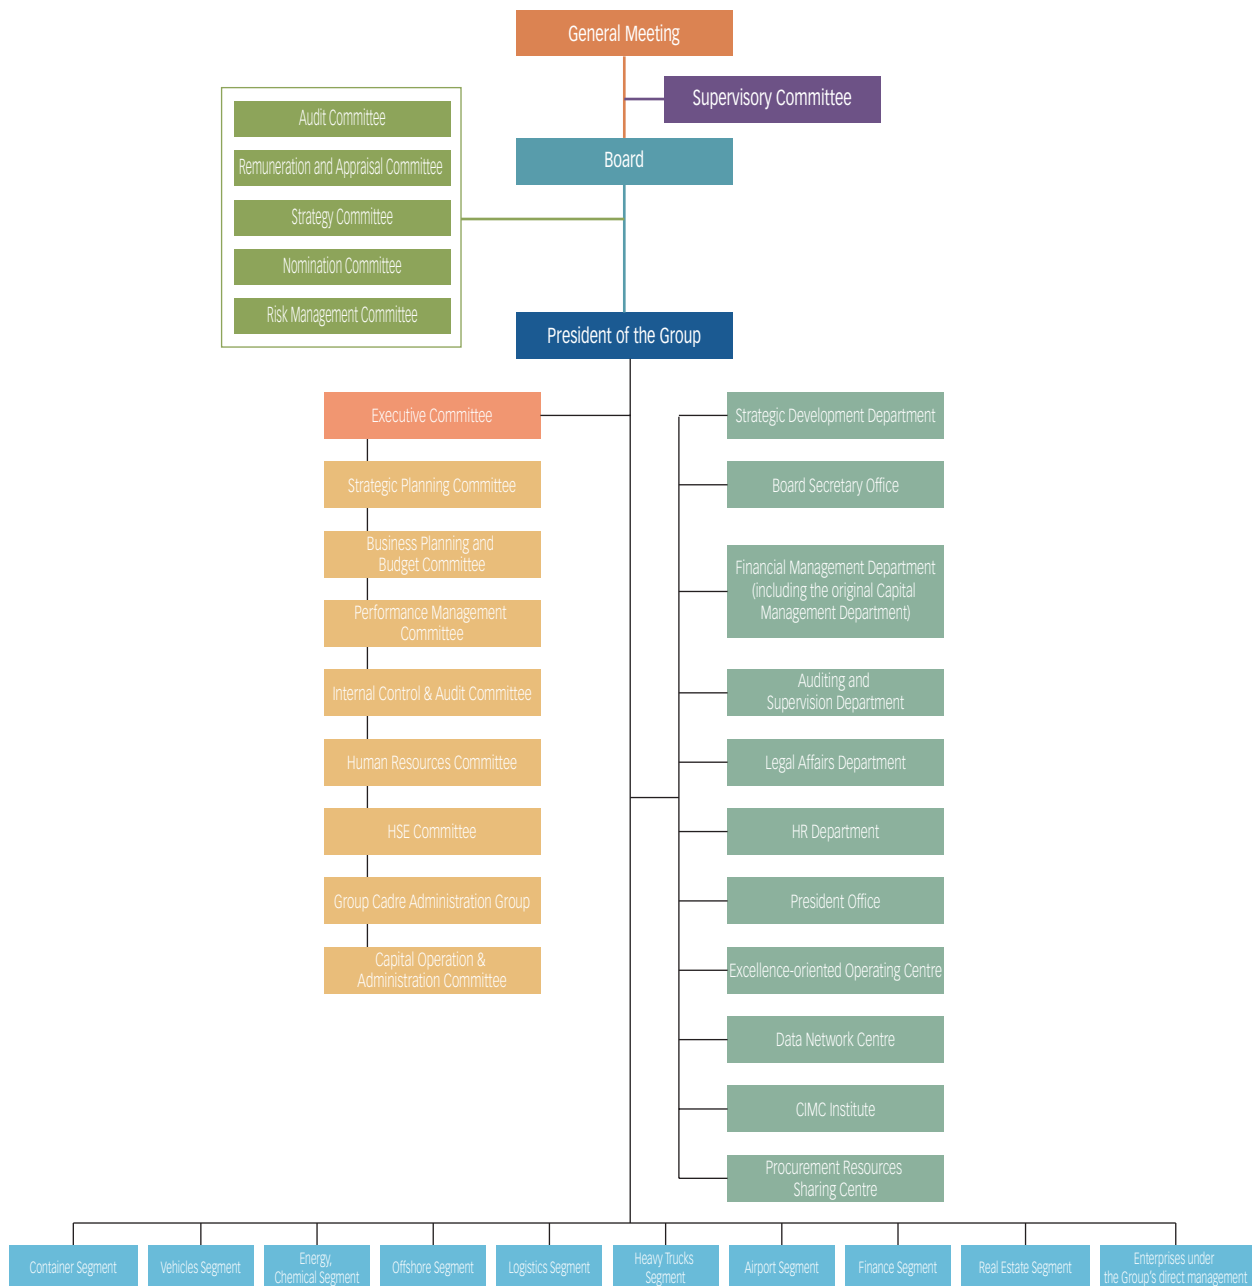 General Meeting
Supervisory Committee
Board
Audit Committee
Remuneration and Appraisal Committee
Strategy Committee
Nomination Committee
Risk Management Committee
President of the Group
Executive Committee
Strategic Planning Committee
Business Planning and
Budget Committee
Performance Management
Committee
Internal Control & Audit Committee
Human Resources Committee
HSE Committee
Group Cadre Administration Group
Capital Operation &
Administration Committee
Strategic Development Department
Board Secretary Office
Financial Management Department
(including the original Capital
Management Department)
Auditing and
Supervision Department
Legal Affairs Department
HR Department
President Office
Excellence-oriented Operating Centre
Data Network Centre
CIMC Institute
Procurement Resources
Sharing Centre
Container Segment
Vehicles Segment
Energy,
Chemical Segment
Offshore Segment
Logistics Segment
Heavy Trucks
Segment
Airport Segment
Finance Segment
Real Estate Segment
Enterprises under
the Group's direct management